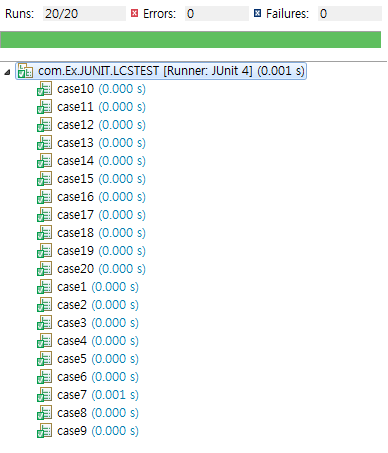 Runs: 20/20 Errors: 0 Failures: 0
com.Ex.JUNIT.LCSTEST [Runner: JUnit 4] (0.001 s)
case10 (0.000 s)
case11 (0.000 s)
case12 (0.000 s)
case13 (0.000 s)
case14 (0.000 s)
case15 (0.000 s)
case16 (0.000 s)
case17 (0.000 s)
case18 (0.000 s)
case19 (0.000 s)
case20 (0.000 s)
case1 (0.000 s)
case2 (0.000 s)
case3 (0.000 s)
case4 (0.000 s)
case5 (0.000 s)
case6 (0.000 s)
case7 (0.001 s)
case8 (0.000 s)
case9 (0.000 s)